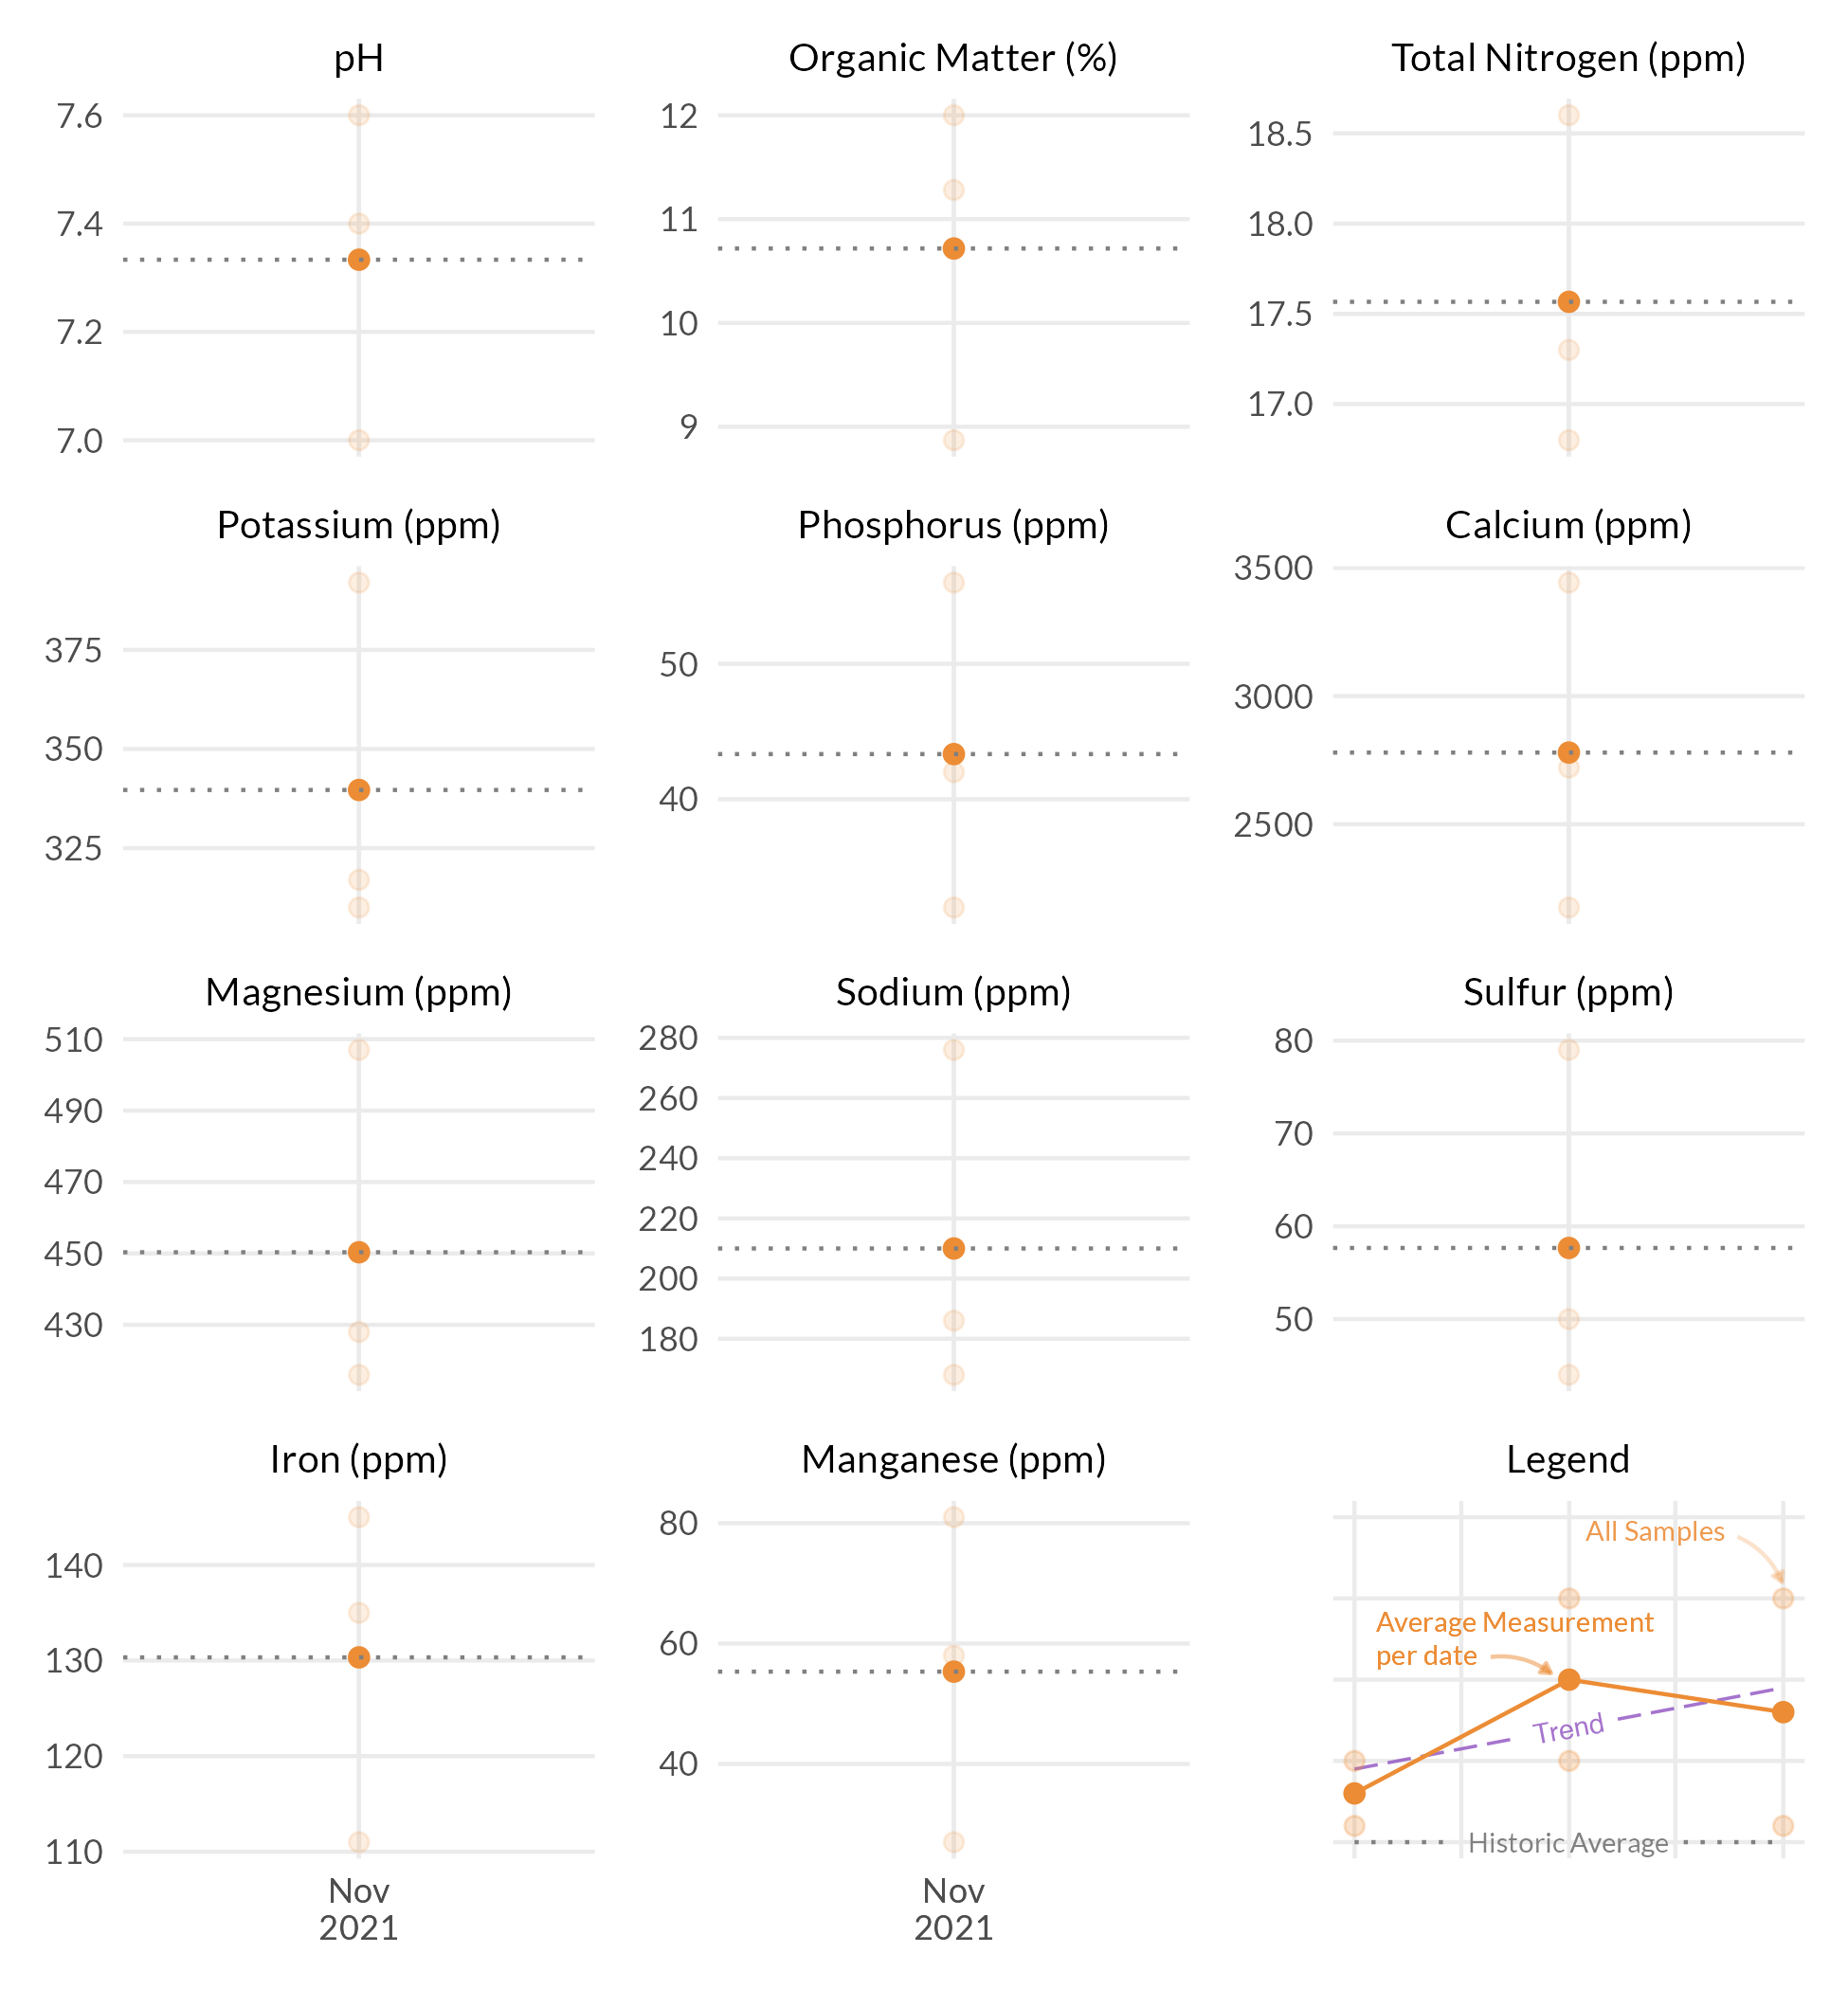 pH
7.6
7.4
7.2
7.0
Organic Matter (%)
12
11
10
9
Total Nitrogen (ppm)
18.5
18.0
17.5
17.0
Potassium (ppm)
375
350
325
Phosphorus (ppm)
50
40
Calcium (ppm)
3500
3000
2500
Magnesium (ppm)
510
490
470
450
430
Sodium (ppm)
280
260
240
220
200
180
Sulfur (ppm)
80
70
60
50
Iron (ppm)
140
130
120
110
Nov
2021
Manganese (ppm)
80
60
40
Nov
2021
Legend
All Samples
Average Measurement
per date
Trend
Historic Average